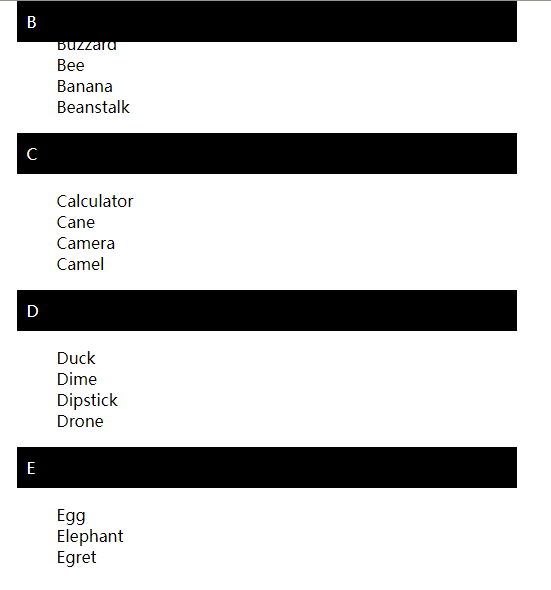 B
Buzzard
Bee
Banana
Beanstalk
C
Calculator
Cane
Camera
Camel
D
Duck
Dime
Dipstick
Drone
E
Egg
Elephant
Egret